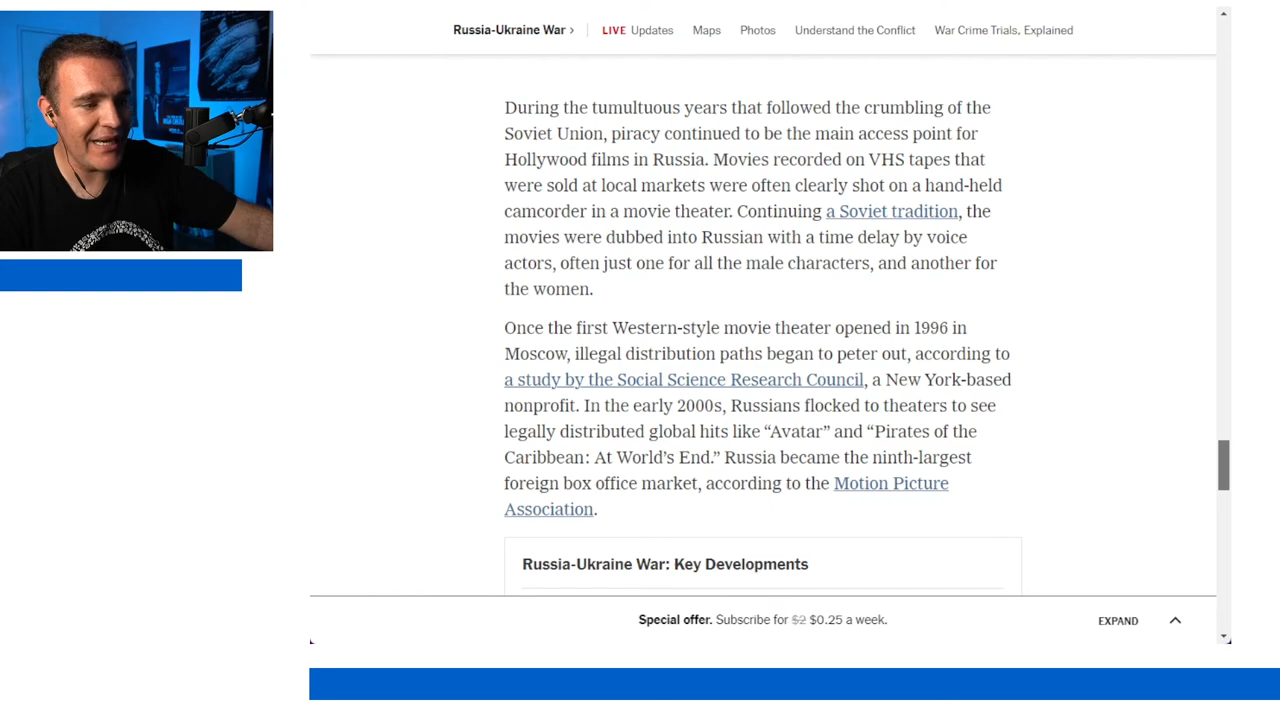 Russia-Ukraine War ›
LIVE Updates
Maps
Photos
Understand the Conflict
War Crime Trials, Explained
During the tumultuous years that followed the crumbling of the
Soviet Union, piracy continued to be the main access point for
Hollywood films in Russia. Movies recorded on VHS tapes that
were sold at local markets were often clearly shot on a hand-held
camcorder in a movie theater. Continuing a Soviet tradition, the
movies were dubbed into Russian with a time delay by voice
actors, often just one for all the male characters, and another for
the women.
Once the first Western-style movie theater opened in 1996 in
Moscow, illegal distribution paths began to peter out, according to
a study by the Social Science Research Council, a New York-based
nonprofit. In the early 2000s, Russians flocked to theaters to see
legally distributed global hits like “Avatar” and “Pirates of the
Caribbean: At World’s End.” Russia became the ninth-largest
foreign box office market, according to the Motion Picture
Association.
Russia-Ukraine War: Key Developments
Special offer. Subscribe for $2 $0.25 a week.
EXPAND